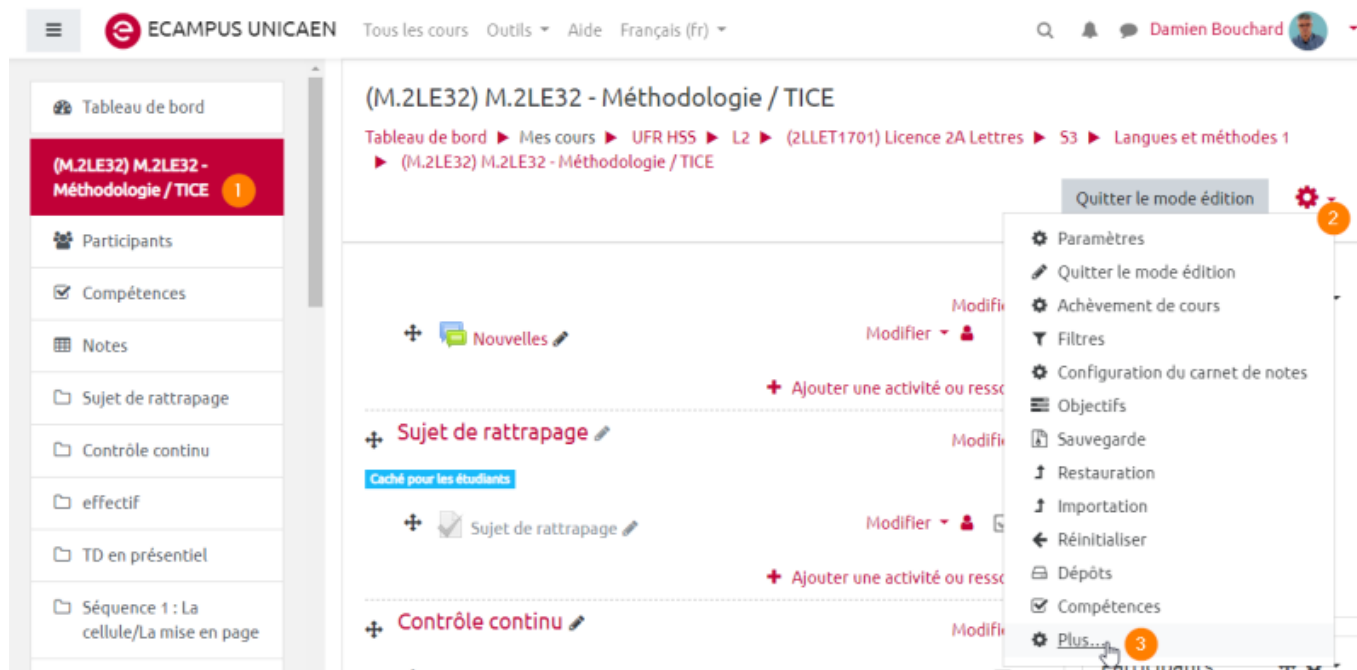 ECAMPUS UNICAEN Tous les cours Outils Aide Français (fr) Damien Bouchard
Tableau de bord
(M.2LE32) M.2LE32 -
Méthodologie / TICE 1
Participants
Compétences
Notes
Sujet de rattrapage
Contrôle continu
effectif
TD en présentiel
Séquence 1 : La
cellule/La mise en page
(M.2LE32) M.2LE32 - Méthodologie / TICE
Tableau de bord ► Mes cours ► UFR HSS ► L2 ► (2LLET1701) Licence 2A Lettres ► S3 ► Langues et méthodes 1
► (M.2LE32) M.2LE32 - Méthodologie / TICE
Quitter le mode édition 2
Modifi
Nouvelles Modifier
+ Ajouter une activité ou resso
Sujet de rattrapage Modifi
Caché pour les étudiants
Sujet de rattrapage Modifier
+ Ajouter une activité ou resso
Contrôle continu Modifi
Paramètres
Quitter le mode édition
Achèvement de cours
Filtres
Configuration du carnet de notes
Objectifs
Sauvegarde
Restauration
Importation
Réinitialiser
Dépôts
Compétences
Plus... 3